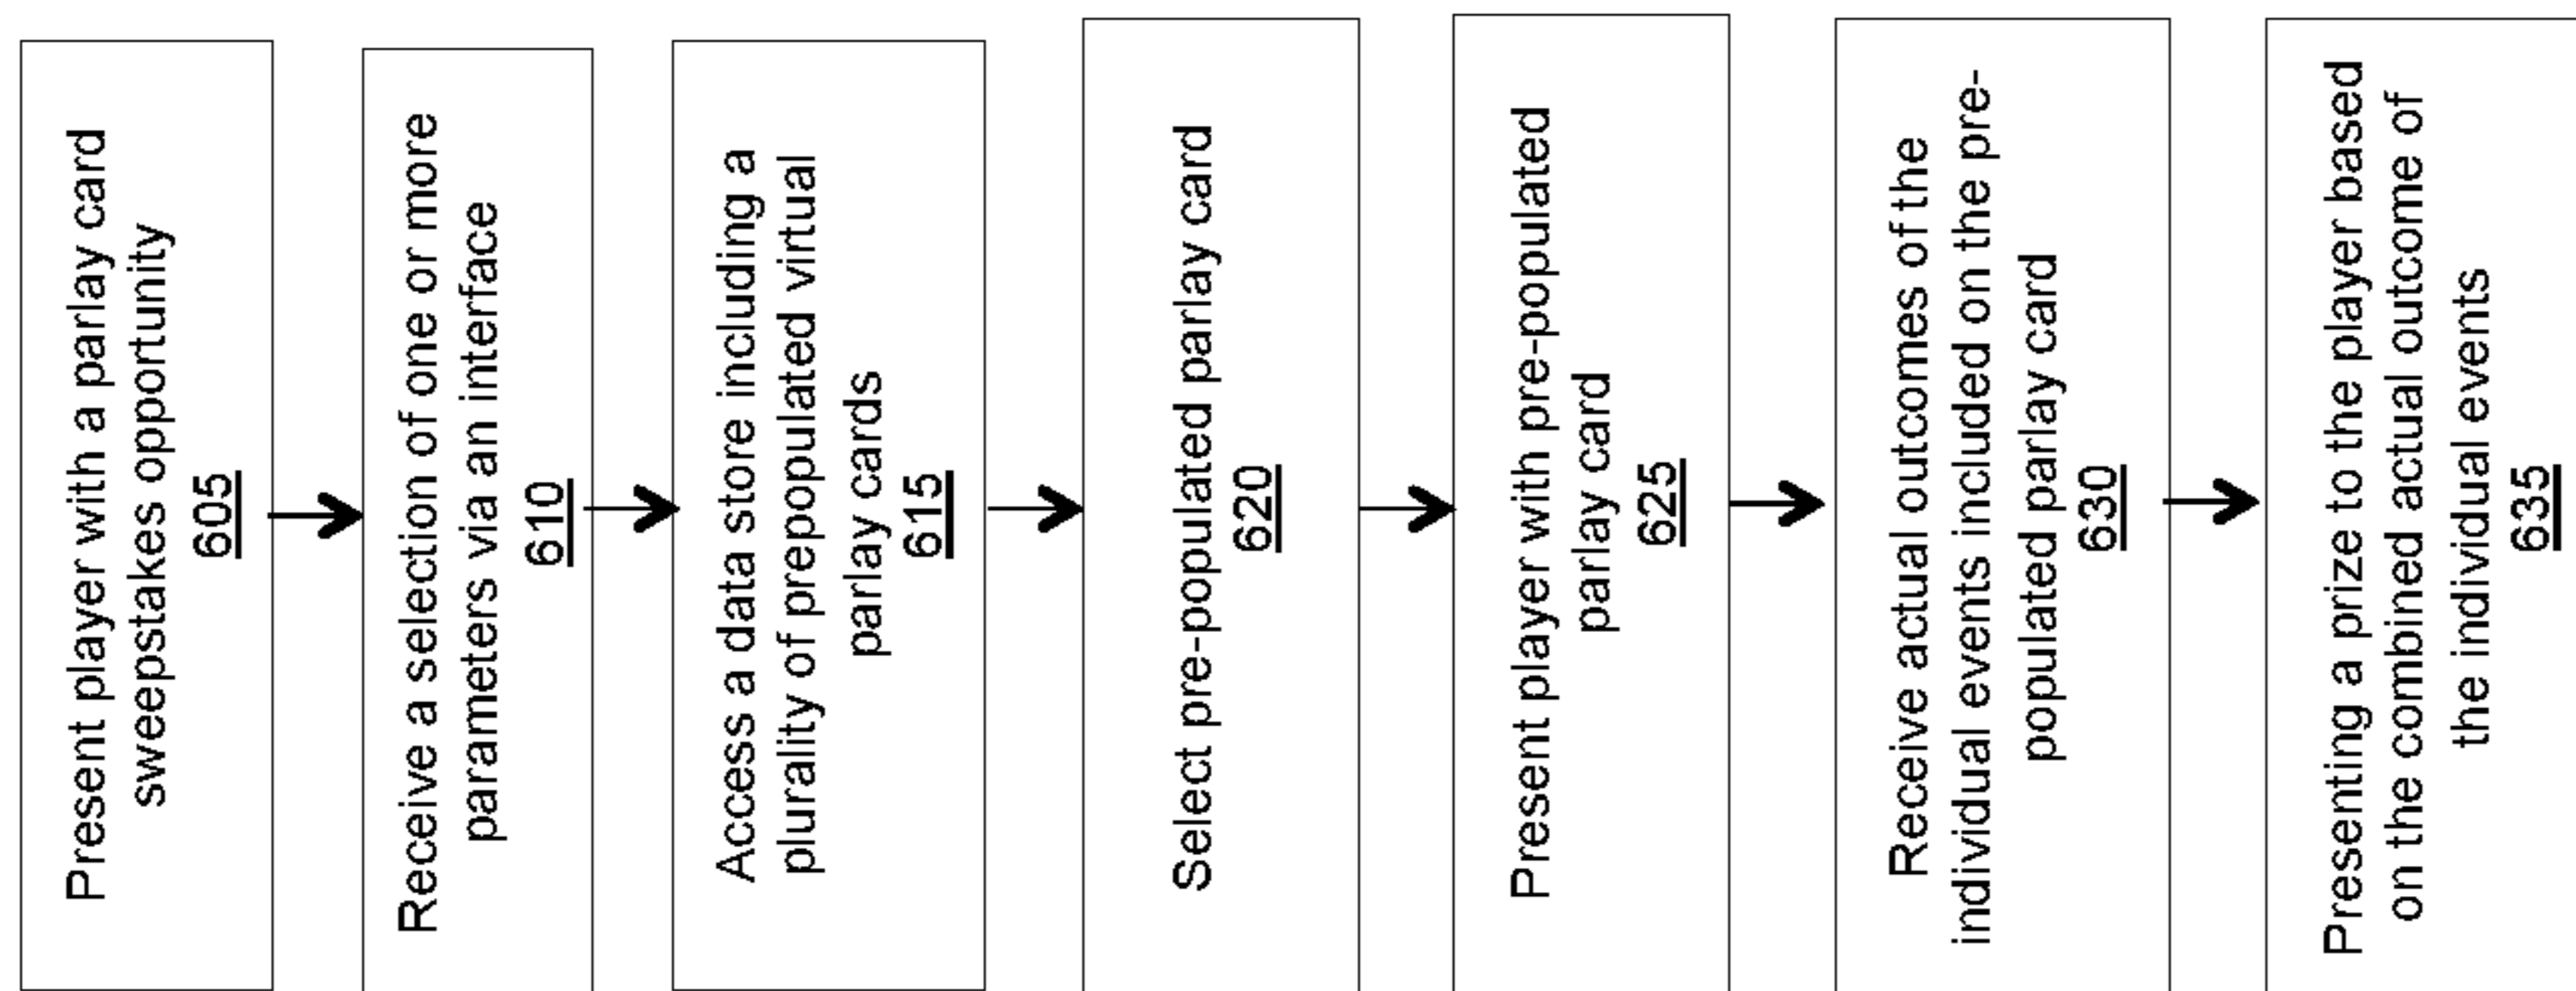 Present player with a parlay card
sweepstakes opportunity
605
Receive a selection of one or more
parameters via an interface
610
Access a data store including a
plurality of prepopulated virtual
parlay cards
615
Select pre-populated parlay card
620
Present player with pre-populated
parlay card
625
Receive actual outcomes of the
individual events included on the pre-
populated parlay card
630
Presenting a prize to the player based
on the combined actual outcome of
the individual events
635